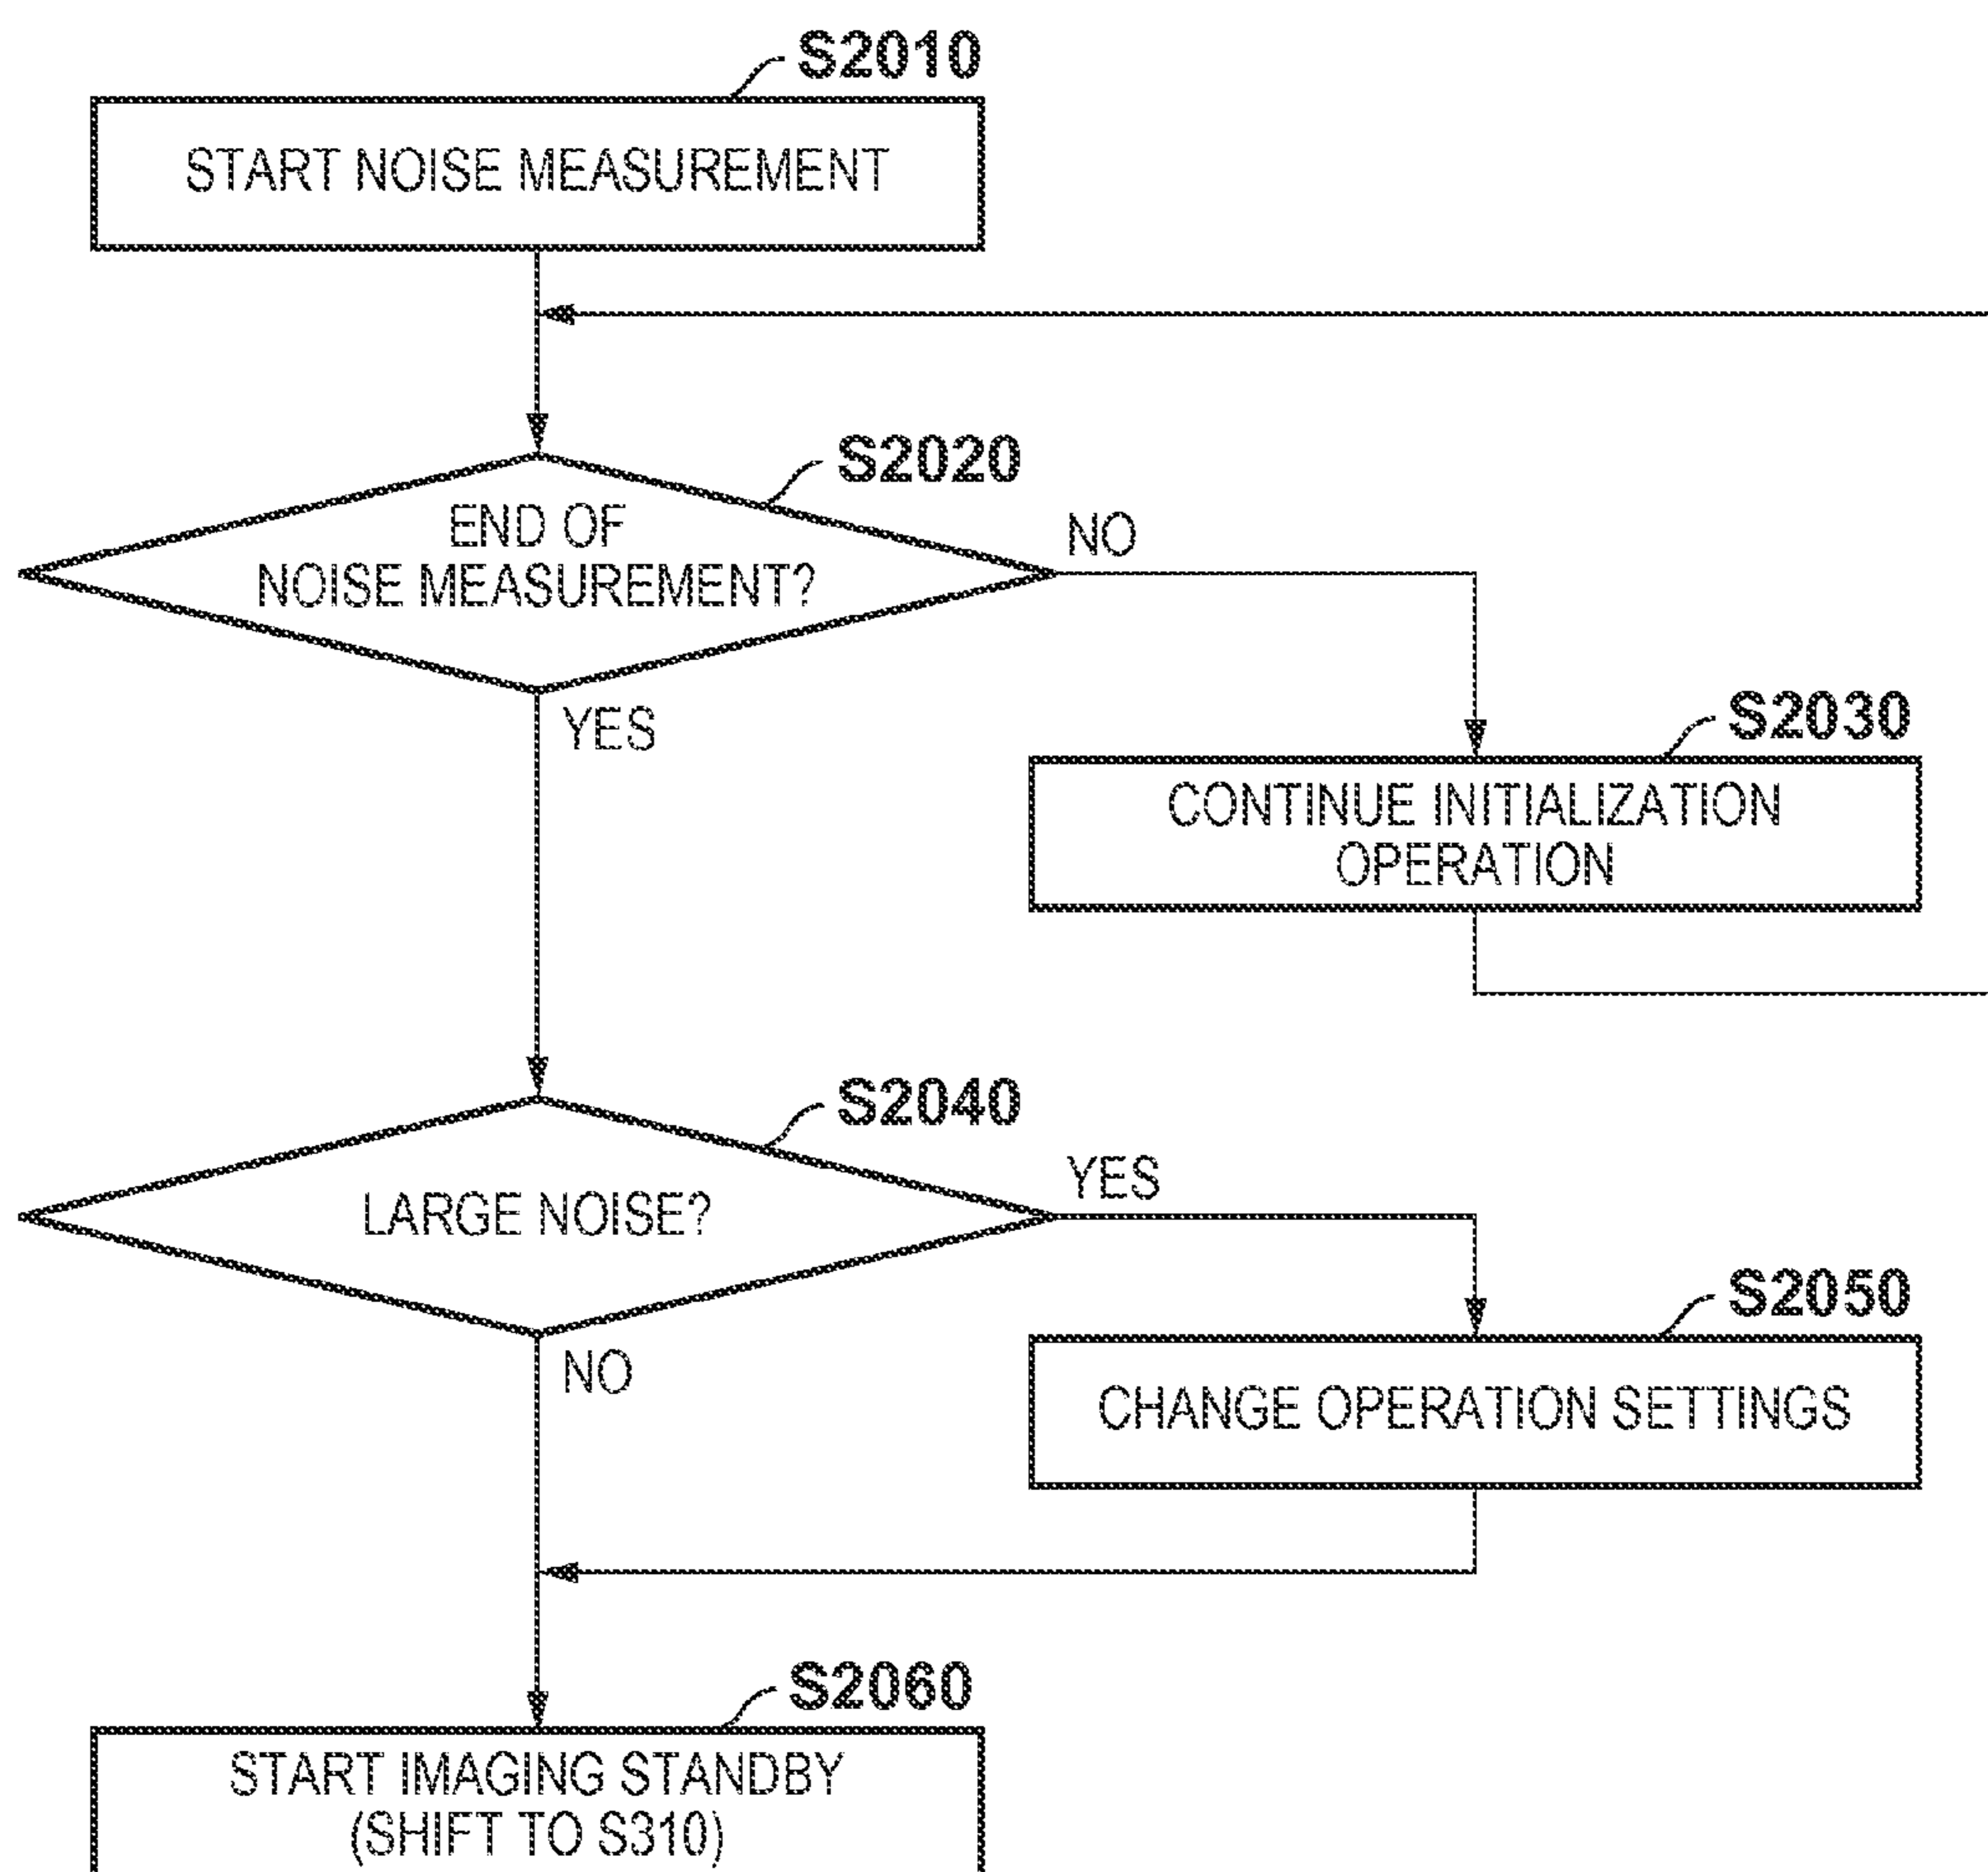 S2010
START NOISE MEASUREMENT
S2020
END OF
NOISE MEASUREMENT?
NO
YES
S2030
CONTINUE INITIALIZATION
OPERATION
S2040
LARGE NOISE?
YES
NO
S2050
CHANGE OPERATION SETTINGS
S2060
START IMAGING STANDBY
(SHIFT TO S310)